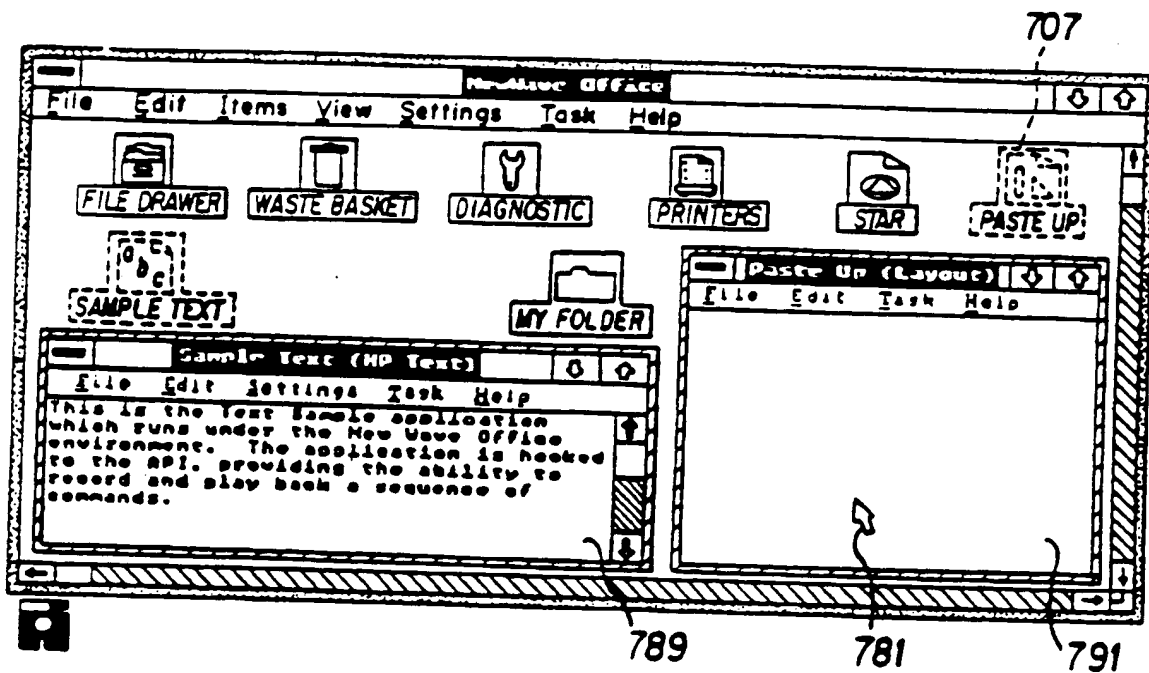 707
NewWave Office
File Edit Items View Settings Task Help
FILE DRAWER WASTE BASKET DIAGNOSTIC PRINTERS STAR PASTE UP
abc
SAMPLE TEXT MY FOLDER
Paste Up (Layout)
File Edit Task Help
Sample Text (HP Text)
File Edit Settings Task Help
This is the Text Sample application
which runs under the New Wave Office
environment. The application is hooked
to the API, providing the ability to
record and play back a sequence of
commands.
789 781 791